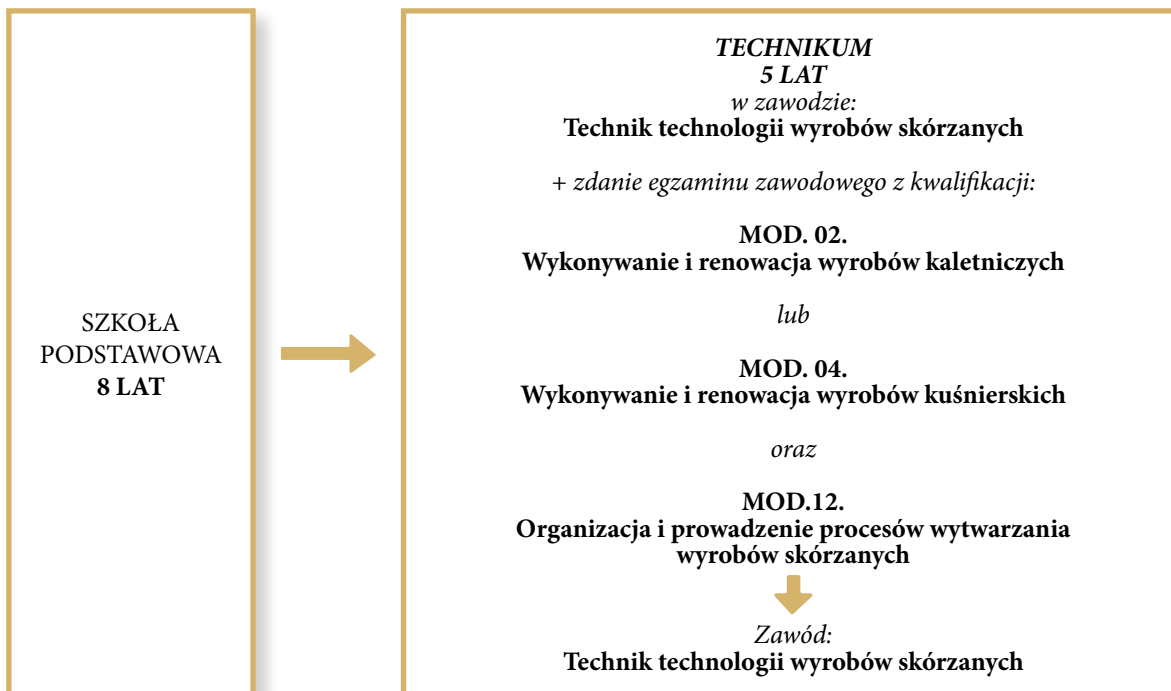 SZKOŁA
PODSTAWOWA
8 LAT
TECHNIKUM
5 LAT
w zawodzie:
Technik technologii wyrobów skórzanych
+ zdanie egzaminu zawodowego z kwalifikacji:
MOD. 02.
Wykonywanie i renowacja wyrobów kaletniczych
lub
MOD. 04.
Wykonywanie i renowacja wyrobów kuśnierskich
oraz
MOD.12.
Organizacja i prowadzenie procesów wytwarzania
wyrobów skórzanych
Zawód:
Technik technologii wyrobów skórzanych